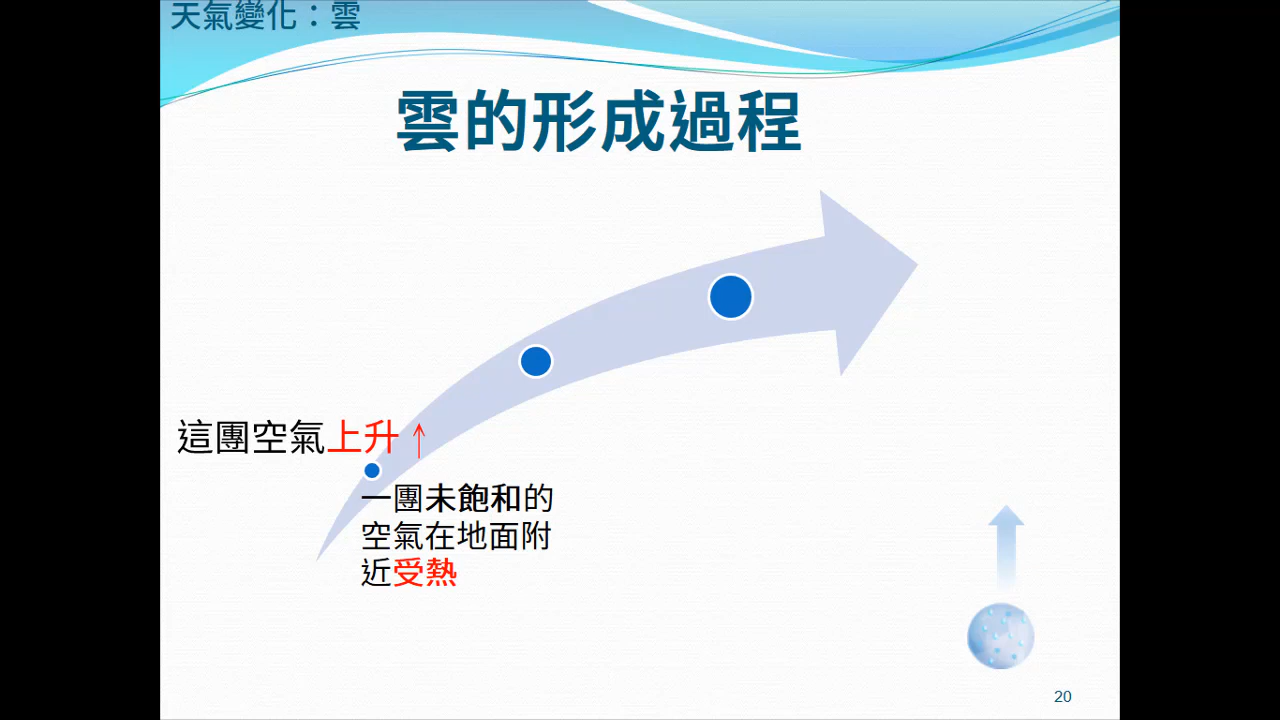 天氣變化：雲
雲的形成過程
這團空氣上升↑
一團未飽和的
空氣在地面附
近受熱
20